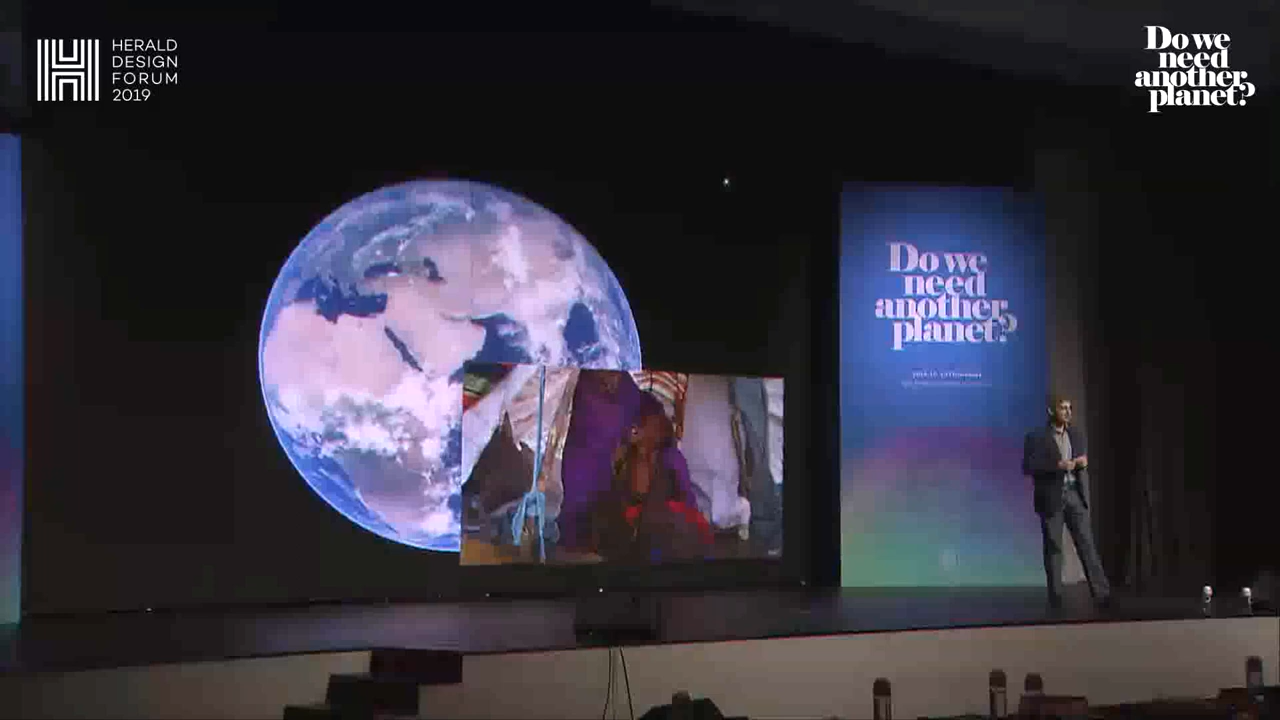 HERALD
DESIGN
FORUM
2019
Do we
need
another
planet?
Do we
need
another
planet?